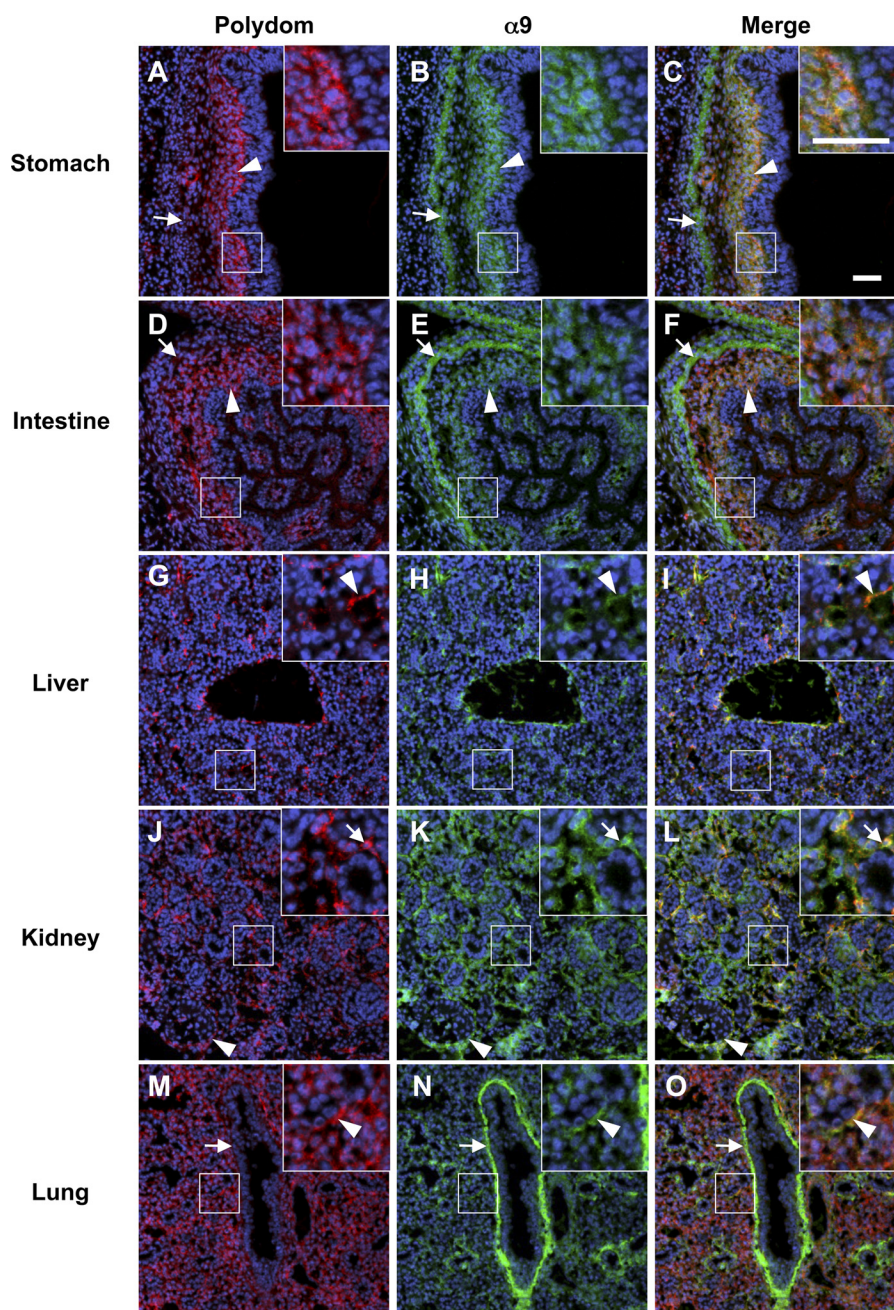 Polydom α9 Merge
Stomach A B C
Intestine D E F
Liver G H I
Kidney J K L
Lung M N O